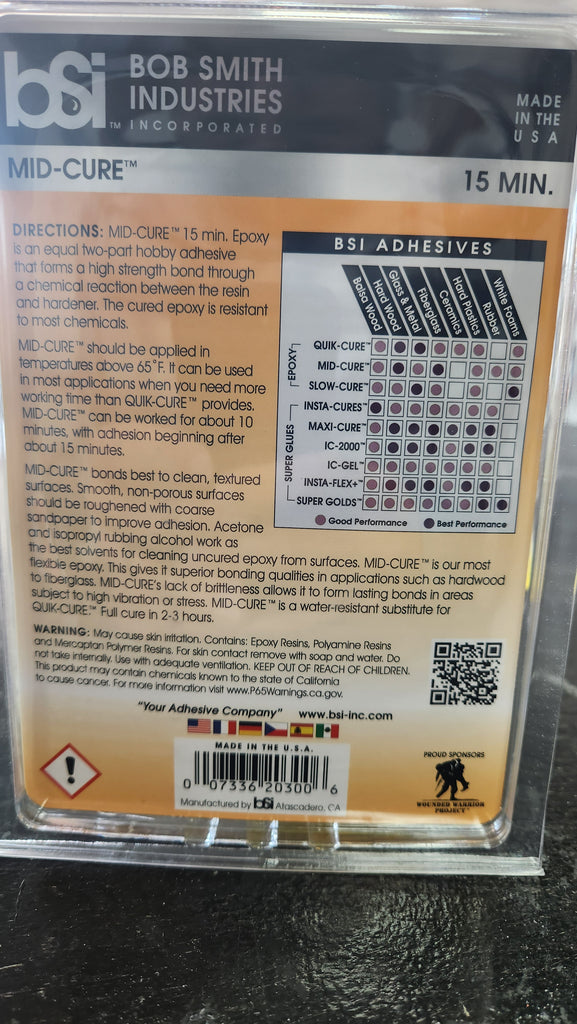 bsi™
BOB SMITH
INDUSTRIES
INCORPORATED
MADE
IN THE
USA
MID-CURE™
15 MIN.
DIRECTIONS: MID-CURE™ 15 min. Epoxy
is an equal two-part hobby adhesive
that forms a high strength bond through
a chemical reaction between the resin
and hardener. The cured epoxy is resistant
to most chemicals.
MID-CURE™ should be applied in
temperatures above 65°F. It can be used
in most applications when you need more
working time than QUIK-CURE™ provides.
MID-CURE™ can be worked for about 10
minutes, with adhesion beginning after
about 15 minutes.
MID-CURE™ bonds best to clean, textured
surfaces. Smooth, non-porous surfaces
should be roughened with coarse
sandpaper to improve adhesion. Acetone
and isopropyl rubbing alcohol work as
the best solvents for cleaning uncured epoxy from surfaces. MID-CURE™ is our most
flexible epoxy. This gives it superior bonding qualities in applications such as hardwood
to fiberglass. MID-CURE's lack of brittleness allows it to form lasting bonds in areas
subject to high vibration or stress. MID-CURE™ is a water-resistant substitute for
QUIK-CURE.™ Full cure in 2-3 hours.
BSI ADHESIVES
Balsa Wood
Hard Wood
Glass & Metal
Fiberglass
Ceramics
Hard Plastics
Rubber
White Foams
EPOXY
QUIK-CURE™
MID-CURE™
SLOW-CURE™
SUPER GLUES
INSTA-CURE™
MAXI-CURE™
IC-2000™
IC-GEL™
INSTA-FLEX+™
SUPER GOLDS™
Good Performance
Best Performance
WARNING: May cause skin irritation. Contains: Epoxy Resins, Polyamine Resins
and Mercaptan Polymer Resins. For skin contact remove with soap and water. Do
not take internally. Use with adequate ventilation. KEEP OUT OF REACH OF CHILDREN.
This product may contain chemicals known to the state of California
to cause cancer. For more information visit www.P65Warnings.ca.gov.
"Your Adhesive Company" www.bsi-inc.com
MADE IN THE U.S.A.
0 07336 20300 6
Manufactured by bsi Atascadero, CA
PROUD SPONSORS
WOUNDED WARRIOR
PROJECT™